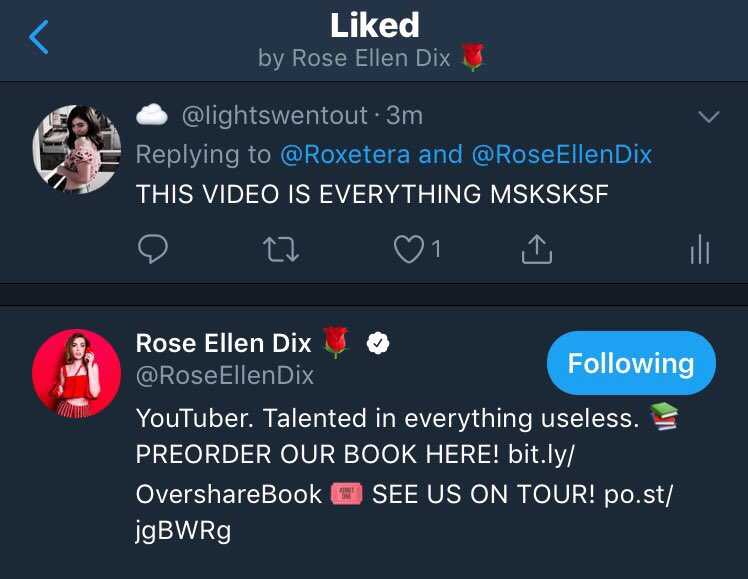 Liked
by Rose Ellen Dix 🌹
☁️ @lightswentout · 3m
Replying to @Roxetera and @RoseEllenDix
THIS VIDEO IS EVERYTHING MSKSKSF
1
Rose Ellen Dix 🌹
@RoseEllenDix
Following
YouTuber. Talented in everything useless. 📚
PREORDER OUR BOOK HERE! bit.ly/
OvershareBook 🎟 SEE US ON TOUR! po.st/
jgBWRg